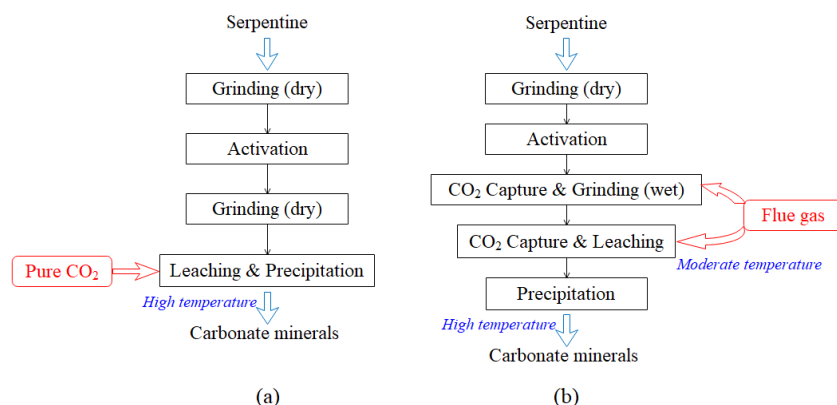 Serpentine
Grinding (dry)
Activation
Grinding (dry)
Pure CO₂
Leaching & Precipitation
High temperature
Carbonate minerals
(a)
Serpentine
Grinding (dry)
Activation
CO₂ Capture & Grinding (wet)
Flue gas
CO₂ Capture & Leaching
Moderate temperature
Precipitation
High temperature
Carbonate minerals
(b)